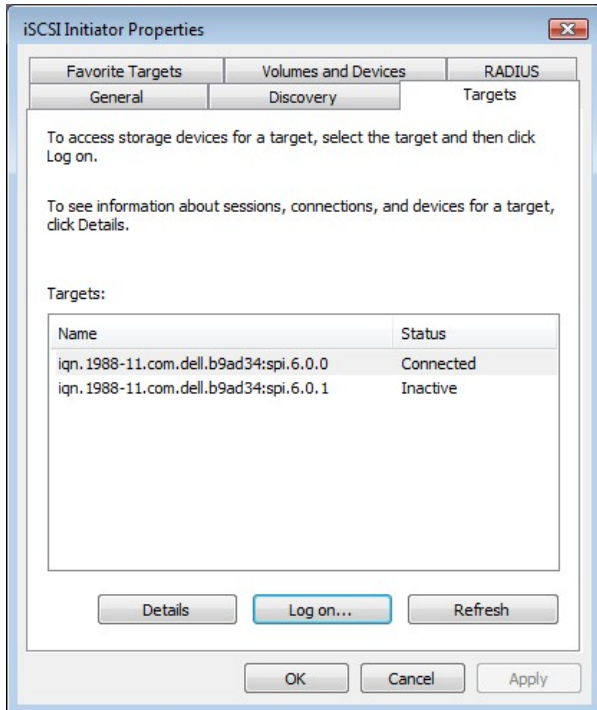 iSCSI Initiator Properties
Favorite Targets Volumes and Devices RADIUS
General Discovery Targets
To access storage devices for a target, select the target and then click
Log on.
To see information about sessions, connections, and devices for a target,
click Details.
Targets:
Name Status
iqn.1988-11.com.dell.b9ad34:spi.6.0.0 Connected
iqn.1988-11.com.dell.b9ad34:spi.6.0.1 Inactive
Details Log on... Refresh
OK Cancel Apply